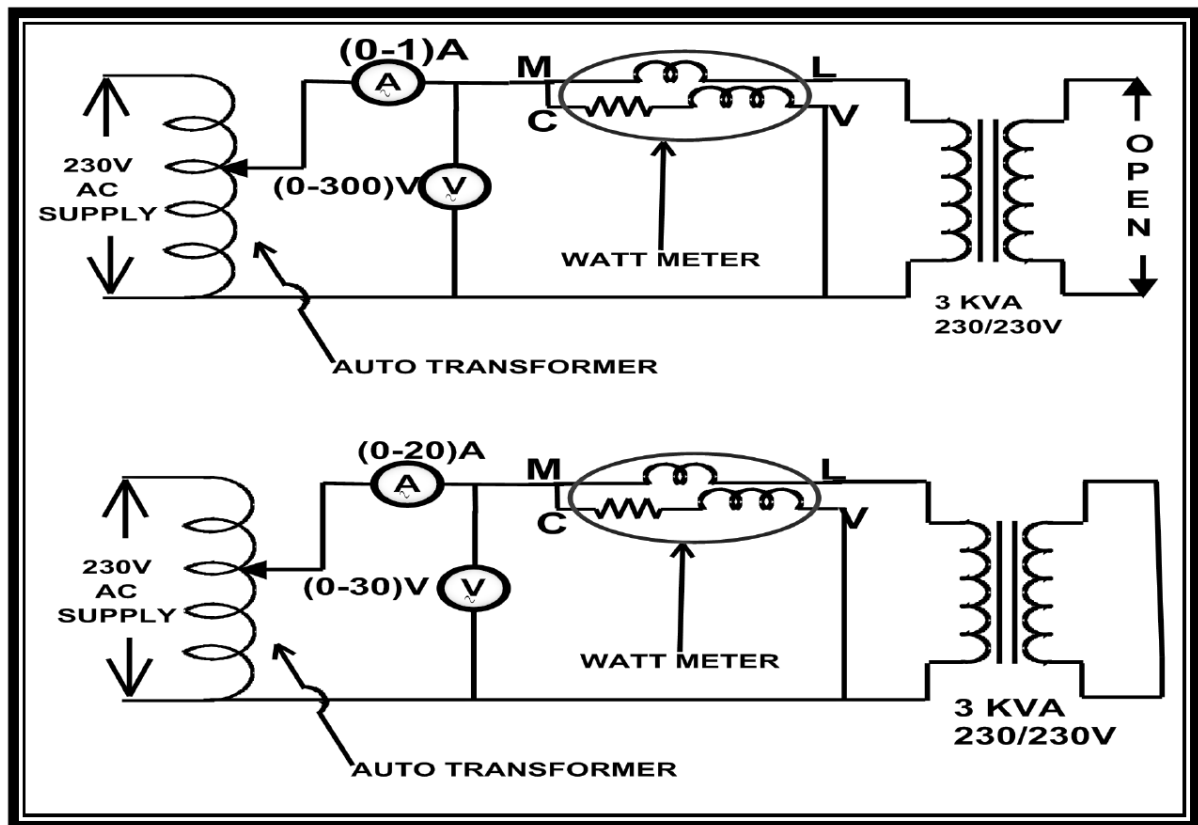 (0-1)A
A
~
M
L
C
V
230V
AC
SUPPLY
(0-300)V
V
~
WATT METER
OPEN
3 KVA
230/230V
AUTO TRANSFORMER
(0-20)A
A
~
M
L
C
V
230V
AC
SUPPLY
(0-30)V
V
~
WATT METER
3 KVA
230/230V
AUTO TRANSFORMER